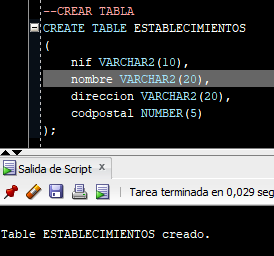 --CREAR TABLA
CREATE TABLE ESTABLECIMIENTOS
(
nif VARCHAR2(10),
nombre VARCHAR2(20),
direccion VARCHAR2(20),
codpostal NUMBER(5)
);
Salida de Script x
Tarea terminada en 0,029 seg
Table ESTABLECIMIENTOS creado.